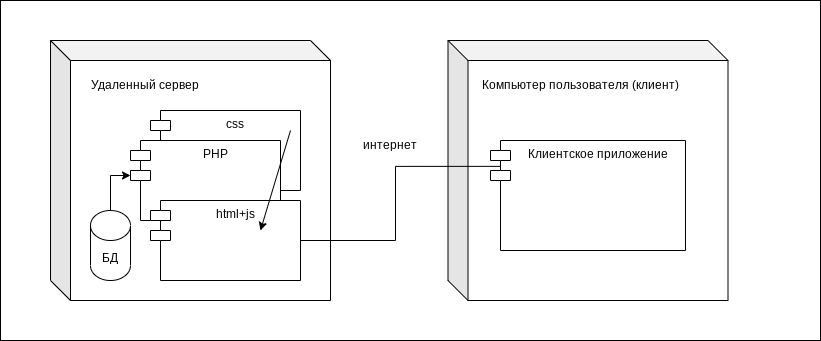 Удаленный сервер
css
PHP
html+js
БД
интернет
Компьютер пользователя (клиент)
Клиентское приложение